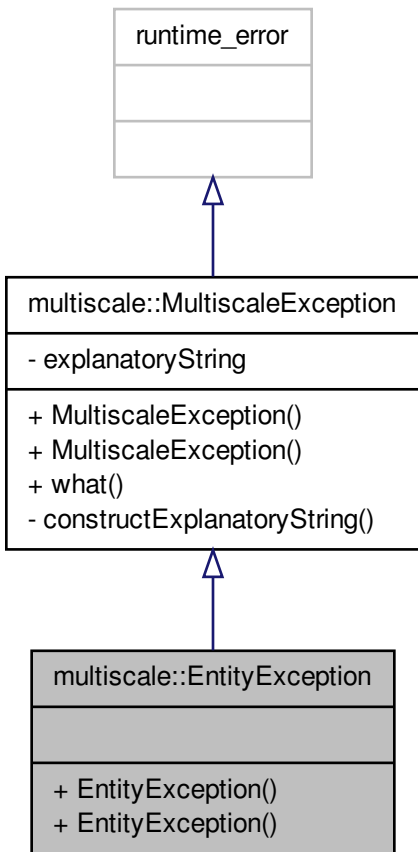 runtime_error
multiscale::MultiscaleException
- explanatoryString
+ MultiscaleException()
+ MultiscaleException()
+ what()
- constructExplanatoryString()
multiscale::EntityException
+ EntityException()
+ EntityException()